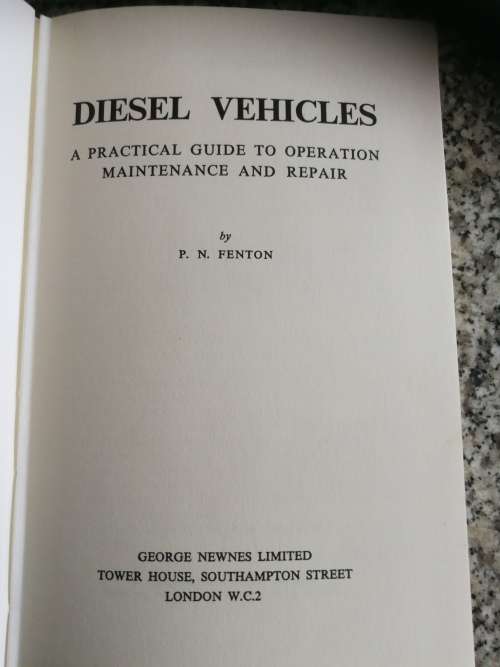 DIESEL VEHICLES
A PRACTICAL GUIDE TO OPERATION
MAINTENANCE AND REPAIR
by
P. N. FENTON
GEORGE NEWNES LIMITED
TOWER HOUSE, SOUTHAMPTON STREET
LONDON W.C.2